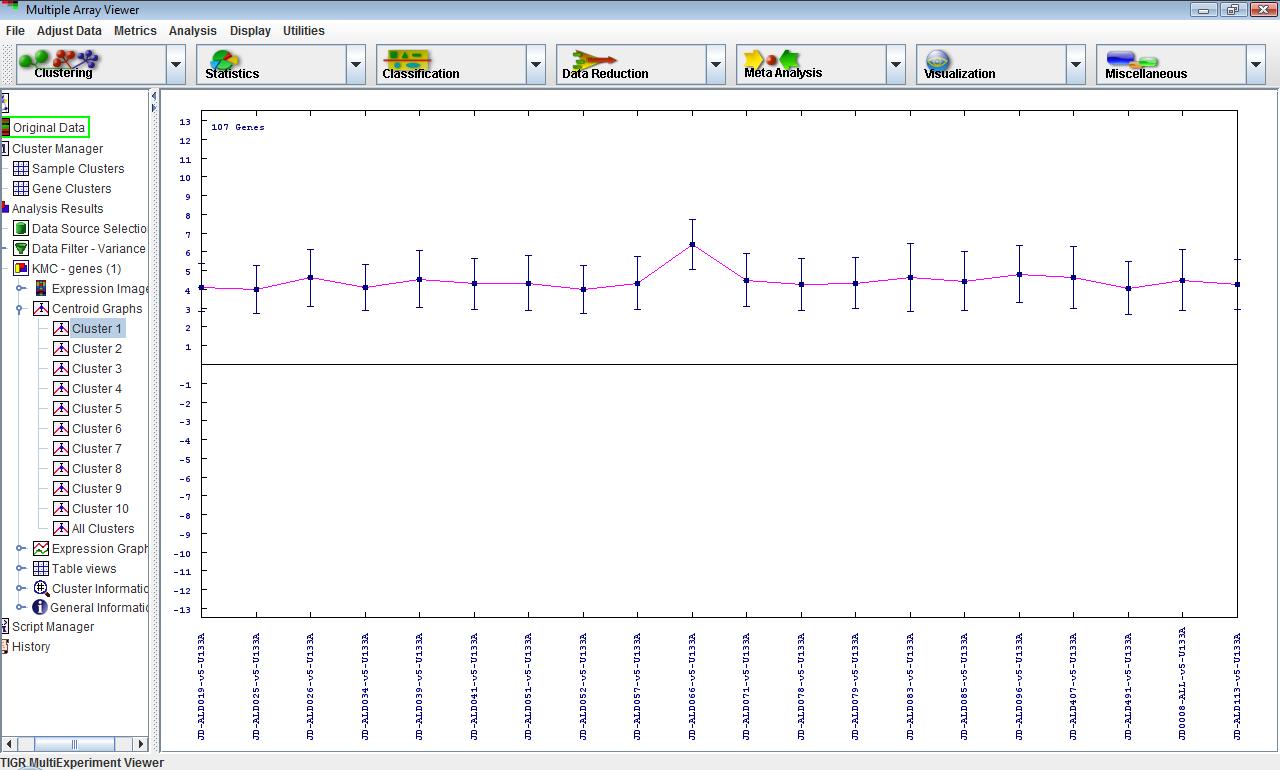 Multiple Array Viewer
File Adjust Data Metrics Analysis Display Utilities
Clustering Statistics Classification Data Reduction Meta Analysis Visualization Miscellaneous
Original Data
Cluster Manager
Sample Clusters
Gene Clusters
Analysis Results
Data Source Selectio
Data Filter - Variance
KMC - genes (1)
Expression Image
Centroid Graphs
Cluster 1
Cluster 2
Cluster 3
Cluster 4
Cluster 5
Cluster 6
Cluster 7
Cluster 8
Cluster 9
Cluster 10
All Clusters
Expression Graph
Table views
Cluster Informatio
General Informatio
Script Manager
History
107 Genes
13
12
11
10
9
8
7
6
5
4
3
2
1
-1
-2
-3
-4
-5
-6
-7
-8
-9
-10
-11
-12
-13
JD-ALD019-v5-U133A
JD-ALD025-v5-U133A
JD-ALD026-v5-U133A
JD-ALD034-v5-U133A
JD-ALD039-v5-U133A
JD-ALD041-v5-U133A
JD-ALD051-v5-U133A
JD-ALD052-v5-U133A
JD-ALD057-v5-U133A
JD-ALD066-v5-U133A
JD-ALD071-v5-U133A
JD-ALD078-v5-U133A
JD-ALD079-v5-U133A
JD-ALD083-v5-U133A
JD-ALD085-v5-U133A
JD-ALD096-v5-U133A
JD-ALD407-v5-U133A
JD-ALD491-v5-U133A
JD0008-ALL-v5-U133A
JD-ALD113-v5-U133A
TIGR MultiExperiment Viewer